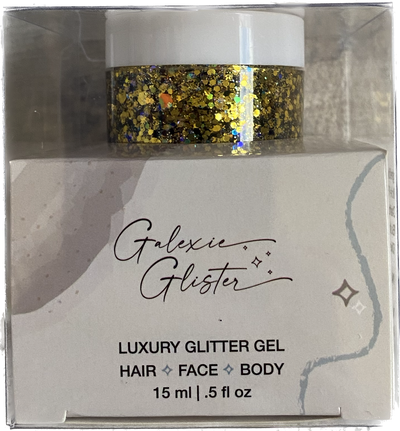 Galexie
Glister
LUXURY GLITTER GEL
HAIR ✧ FACE ✧ BODY
15 ml | .5 fl oz